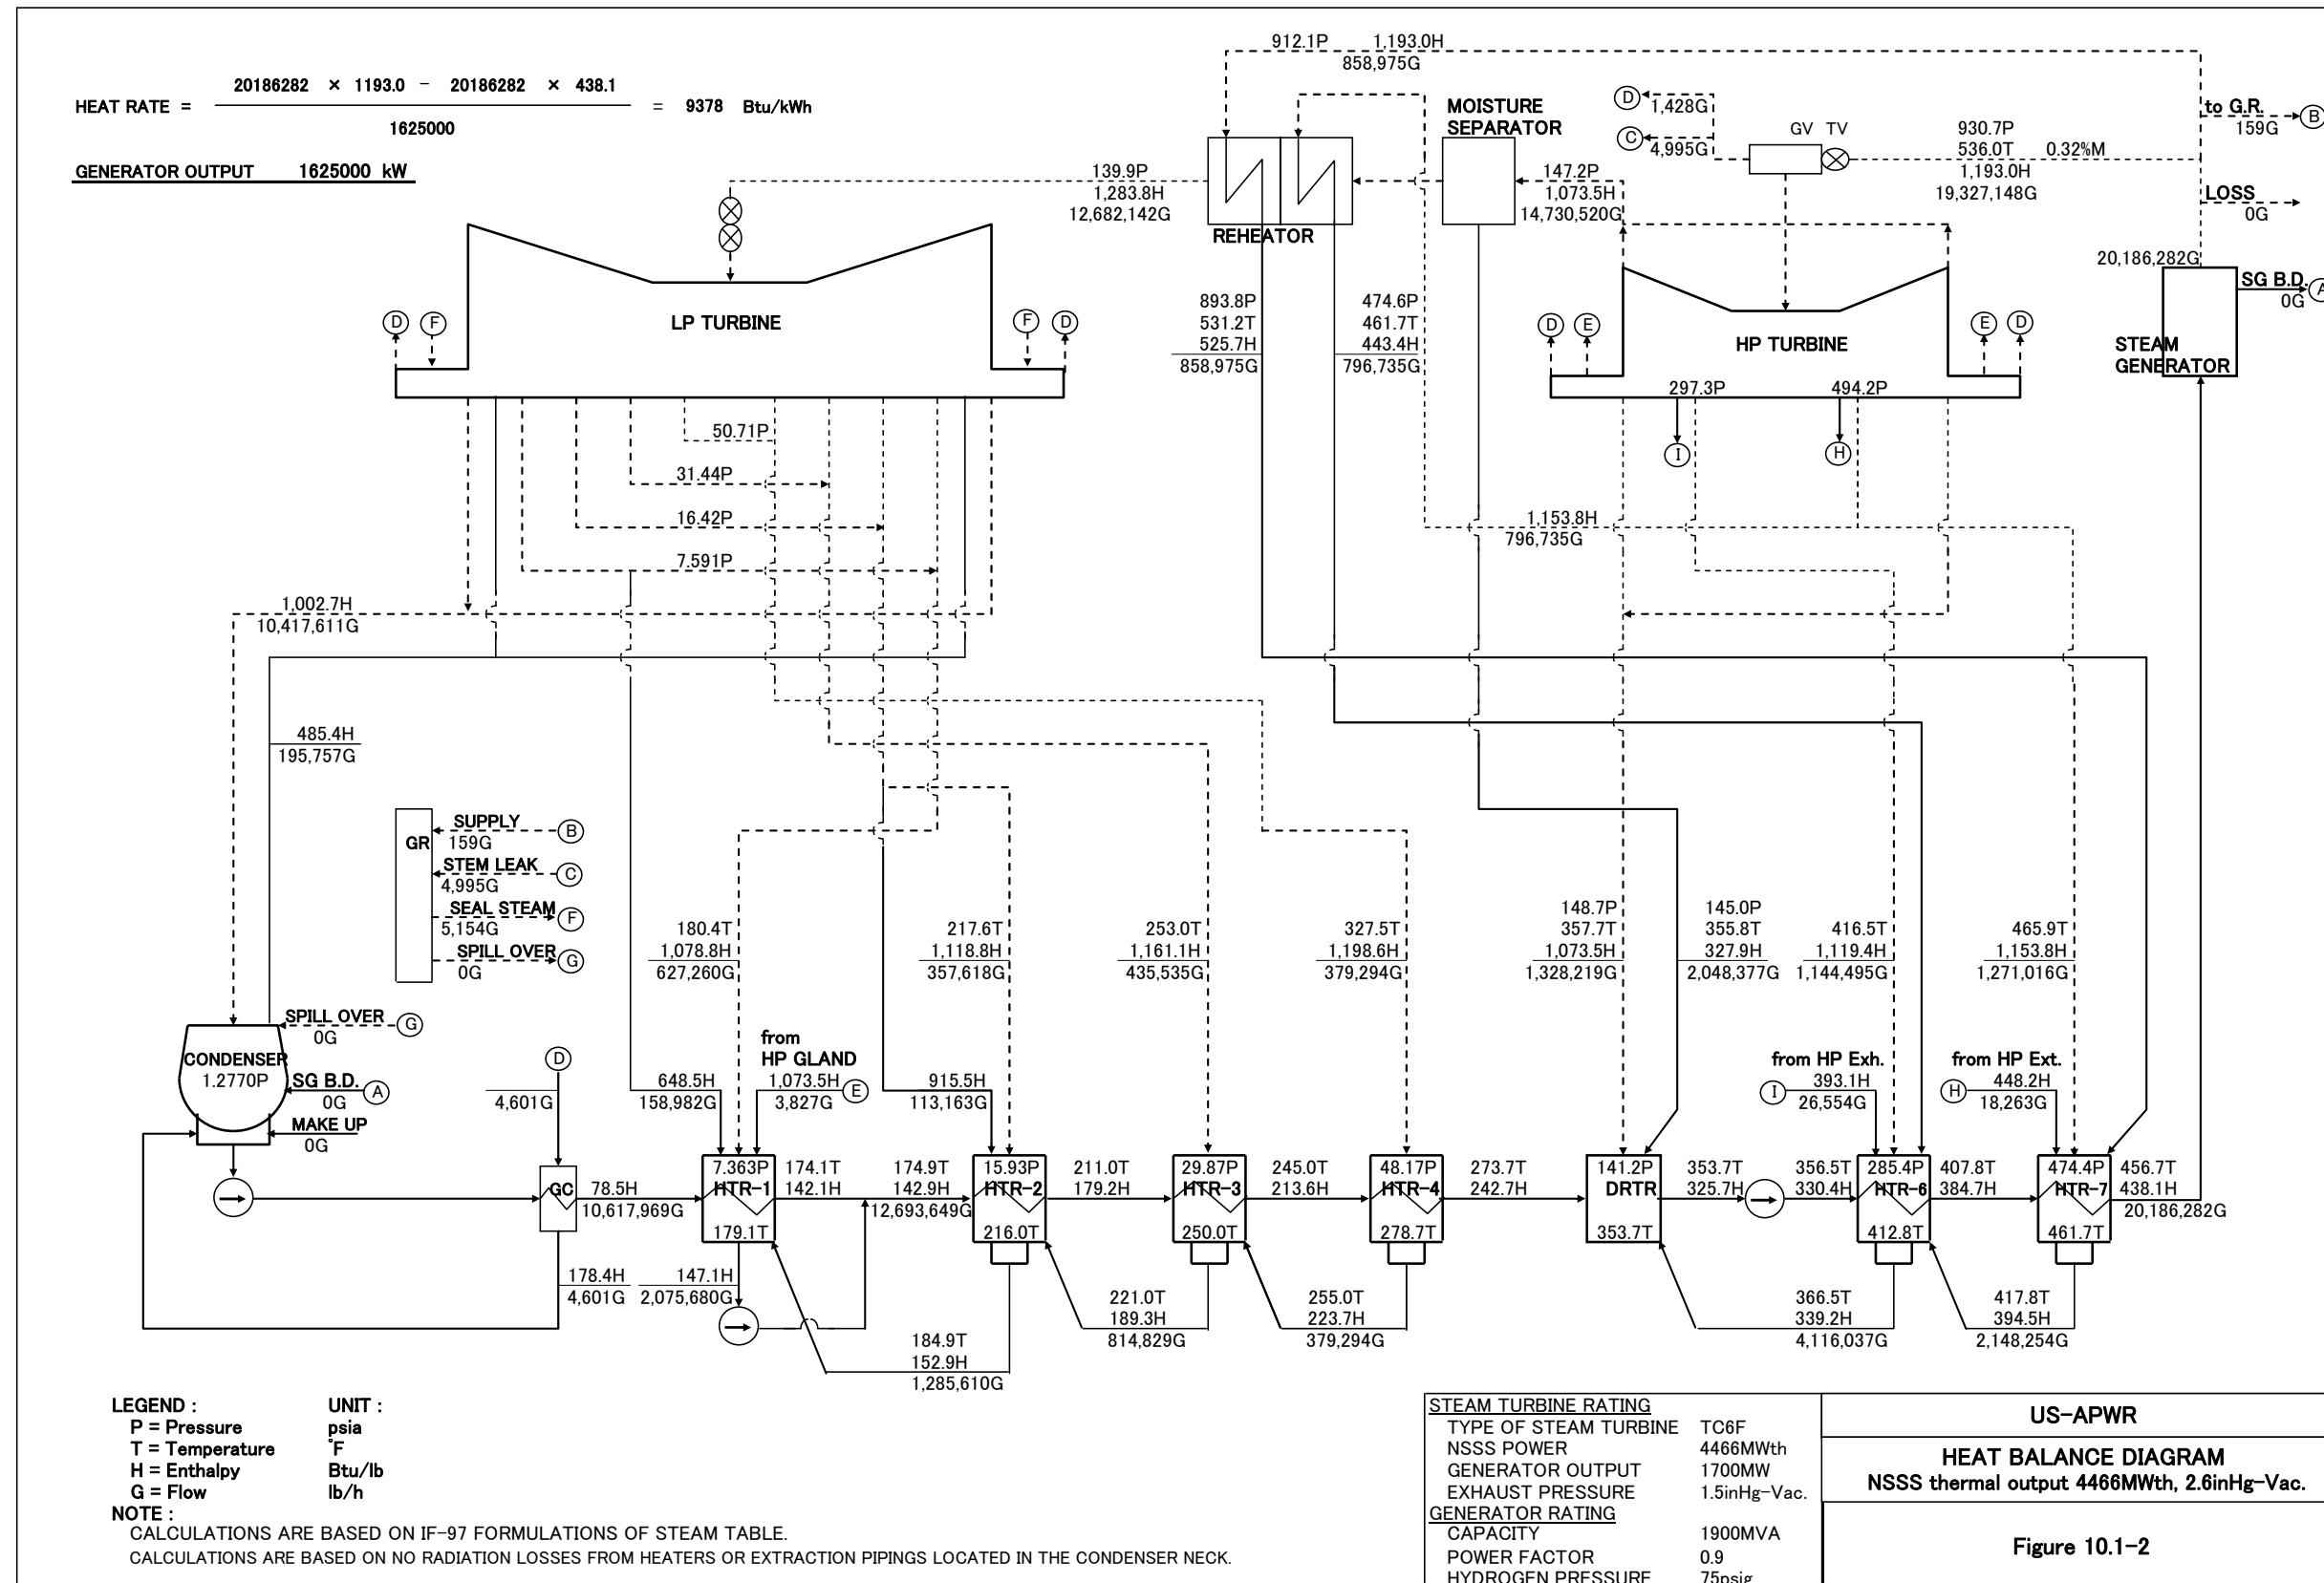 912.1P 1,193.0H
858,975G
20186282 × 1193.0 − 20186282 × 438.1
HEAT RATE = = 9378 Btu/kWh
1625000
GENERATOR OUTPUT 1625000 kW
MOISTURE
SEPARATOR
D
1,428G
C
4,995G
GV TV
930.7P
536.0T 0.32%M
1,193.0H
19,327,148G
to G.R.
B
159G
LOSS
0G
139.9P
1,283.8H
12,682,142G
REHEATOR
147.2P
1,073.5H
14,730,520G
20,186,282G
SG B.D.
A
0G
STEAM
GENERATOR
LP TURBINE
D
F
F
D
893.8P
531.2T
525.7H
858,975G
474.6P
461.7T
443.4H
796,735G
HP TURBINE
D
E
E
D
297.3P 494.2P
I
H
50.71P
31.44P
16.42P
7.591P
1,153.8H
796,735G
1,002.7H
10,417,611G
485.4H
195,757G
GR
SUPPLY
B
159G
STEM LEAK
C
4,995G
SEAL STEAM
F
5,154G
SPILL OVER
G
0G
180.4T
1,078.8H
627,260G
217.6T
1,118.8H
357,618G
253.0T
1,161.1H
435,535G
327.5T
1,198.6H
379,294G
148.7P
357.7T
1,073.5H
1,328,219G
145.0P
355.8T
327.9H
2,048,377G
416.5T
1,119.4H
1,144,495G
465.9T
1,153.8H
1,271,016G
SPILL OVER
G
0G
CONDENSER
1.2770P
SG B.D.
A
0G
MAKE UP
0G
D
4,601G
648.5H
158,982G
from
HP GLAND
1,073.5H
E
3,827G
915.5H
113,163G
from HP Exh.
I
393.1H
26,554G
from HP Ext.
H
448.2H
18,263G
GC
78.5H
10,617,969G
7.363P
HTR-1
179.1T
174.1T
142.1H
174.9T
142.9H
12,693,649G
15.93P
HTR-2
216.0T
211.0T
179.2H
29.87P
HTR-3
250.0T
245.0T
213.6H
48.17P
HTR-4
278.7T
273.7T
242.7H
141.2P
DRTR
353.7T
353.7T
325.7H
356.5T
330.4H
285.4P
HTR-6
412.8T
407.8T
384.7H
474.4P
HTR-7
461.7T
456.7T
438.1H
20,186,282G
178.4H
4,601G
147.1H
2,075,680G
184.9T
152.9H
1,285,610G
221.0T
189.3H
814,829G
255.0T
223.7H
379,294G
366.5T
339.2H
4,116,037G
417.8T
394.5H
2,148,254G
LEGEND : UNIT :
P = Pressure psia
T = Temperature °F
H = Enthalpy Btu/lb
G = Flow lb/h
NOTE :
CALCULATIONS ARE BASED ON IF-97 FORMULATIONS OF STEAM TABLE.
CALCULATIONS ARE BASED ON NO RADIATION LOSSES FROM HEATERS OR EXTRACTION PIPINGS LOCATED IN THE CONDENSER NECK.
STEAM TURBINE RATING
TYPE OF STEAM TURBINE TC6F
NSSS POWER 4466MWth
GENERATOR OUTPUT 1700MW
EXHAUST PRESSURE 1.5inHg-Vac.
GENERATOR RATING
CAPACITY 1900MVA
POWER FACTOR 0.9
HYDROGEN PRESSURE 75psig
US-APWR
HEAT BALANCE DIAGRAM
NSSS thermal output 4466MWth, 2.6inHg-Vac.
Figure 10.1-2